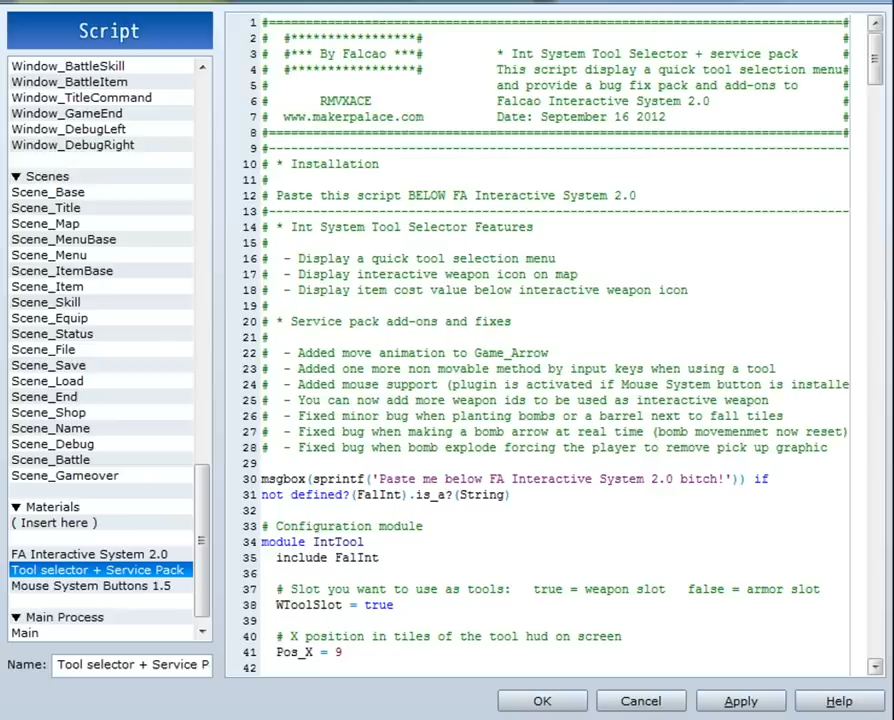 Script
Window_BattleSkill
Window_BattleItem
Window_TitleCommand
Window_GameEnd
Window_DebugLeft
Window_DebugRight
▼ Scenes
Scene_Base
Scene_Title
Scene_Map
Scene_MenuBase
Scene_Menu
Scene_ItemBase
Scene_Item
Scene_Skill
Scene_Equip
Scene_Status
Scene_File
Scene_Save
Scene_Load
Scene_End
Scene_Shop
Scene_Name
Scene_Debug
Scene_Battle
Scene_Gameover
▼ Materials
( Insert here )
FA Interactive System 2.0
Tool selector + Service Pack
Mouse System Buttons 1.5
▼ Main Process
Main
Name: Tool selector + Service P
1 #=============================================================================#
2 #  #*****************#                                                         #
3 #  #*** By Falcao ***#          * Int System Tool Selector + service pack      #
4 #  #*****************#          This script display a quick tool selection menu#
5 #                               and provide a bug fix pack and add-ons to      #
6 #       RMVXACE                 Falcao Interactive System 2.0                  #
7 #  www.makerpalace.com          Date: September 16 2012                        #
8 #=============================================================================#
9 #------------------------------------------------------------------------------
10 # * Installation
11 #
12 # Paste this script BELOW FA Interactive System 2.0
13 #------------------------------------------------------------------------------
14 # * Int System Tool Selector Features
15 #
16 #  - Display a quick tool selection menu
17 #  - Display interactive weapon icon on map
18 #  - Display item cost value below interactive weapon icon
19 #
20 # * Service pack add-ons and fixes
21 #
22 #  - Added move animation to Game_Arrow
23 #  - Added one more non movable method by input keys when using a tool
24 #  - Added mouse support (plugin is activated if Mouse System button is installe
25 #  - You can now add more weapon ids to be used as interactive weapon
26 #  - Fixed minor bug when planting bombs or a barrel next to fall tiles
27 #  - Fixed bug when making a bomb arrow at real time (bomb movemenmet now reset)
28 #  - Fixed bug when bomb explode forcing the player to remove pick up graphic
29
30 msgbox(sprintf('Paste me below FA Interactive System 2.0 bitch!')) if
31 not defined?(FalInt).is_a?(String)
32
33 # Configuration module
34 module IntTool
35   include FalInt
36
37   # Slot you want to use as tools:   true = weapon slot   false = armor slot
38   WToolSlot = true
39
40   # X position in tiles of the tool hud on screen
41   Pos_X = 9
42
OK
Cancel
Apply
Help